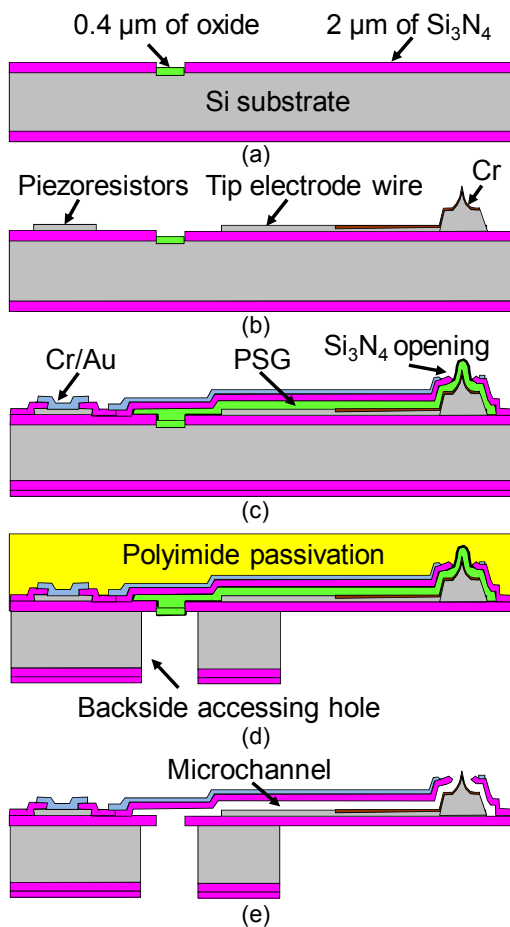 0.4 µm of oxide
2 µm of Si₃N₄
Si substrate
(a)
Piezoresistors
Tip electrode wire
Cr
(b)
Cr/Au
PSG
Si₃N₄ opening
(c)
Polyimide passivation
Backside accessing hole
(d)
Microchannel
(e)